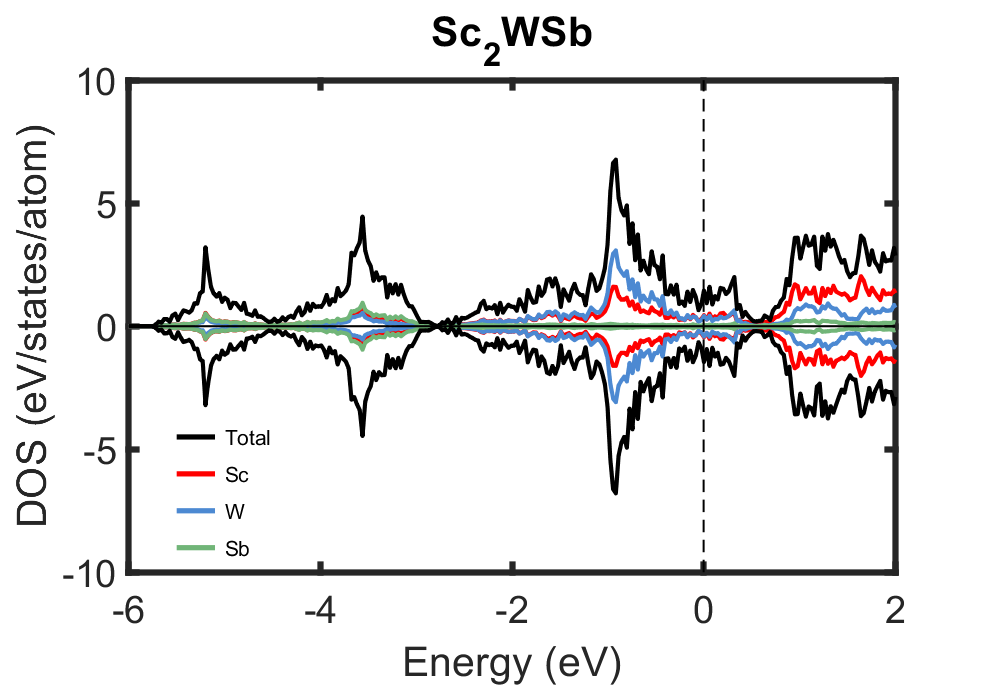 Sc₂WSb
DOS (eV/states/atom)
10
5
0
-5
-10
Total
Sc
W
Sb
-6 -4 -2 0 2
Energy (eV)